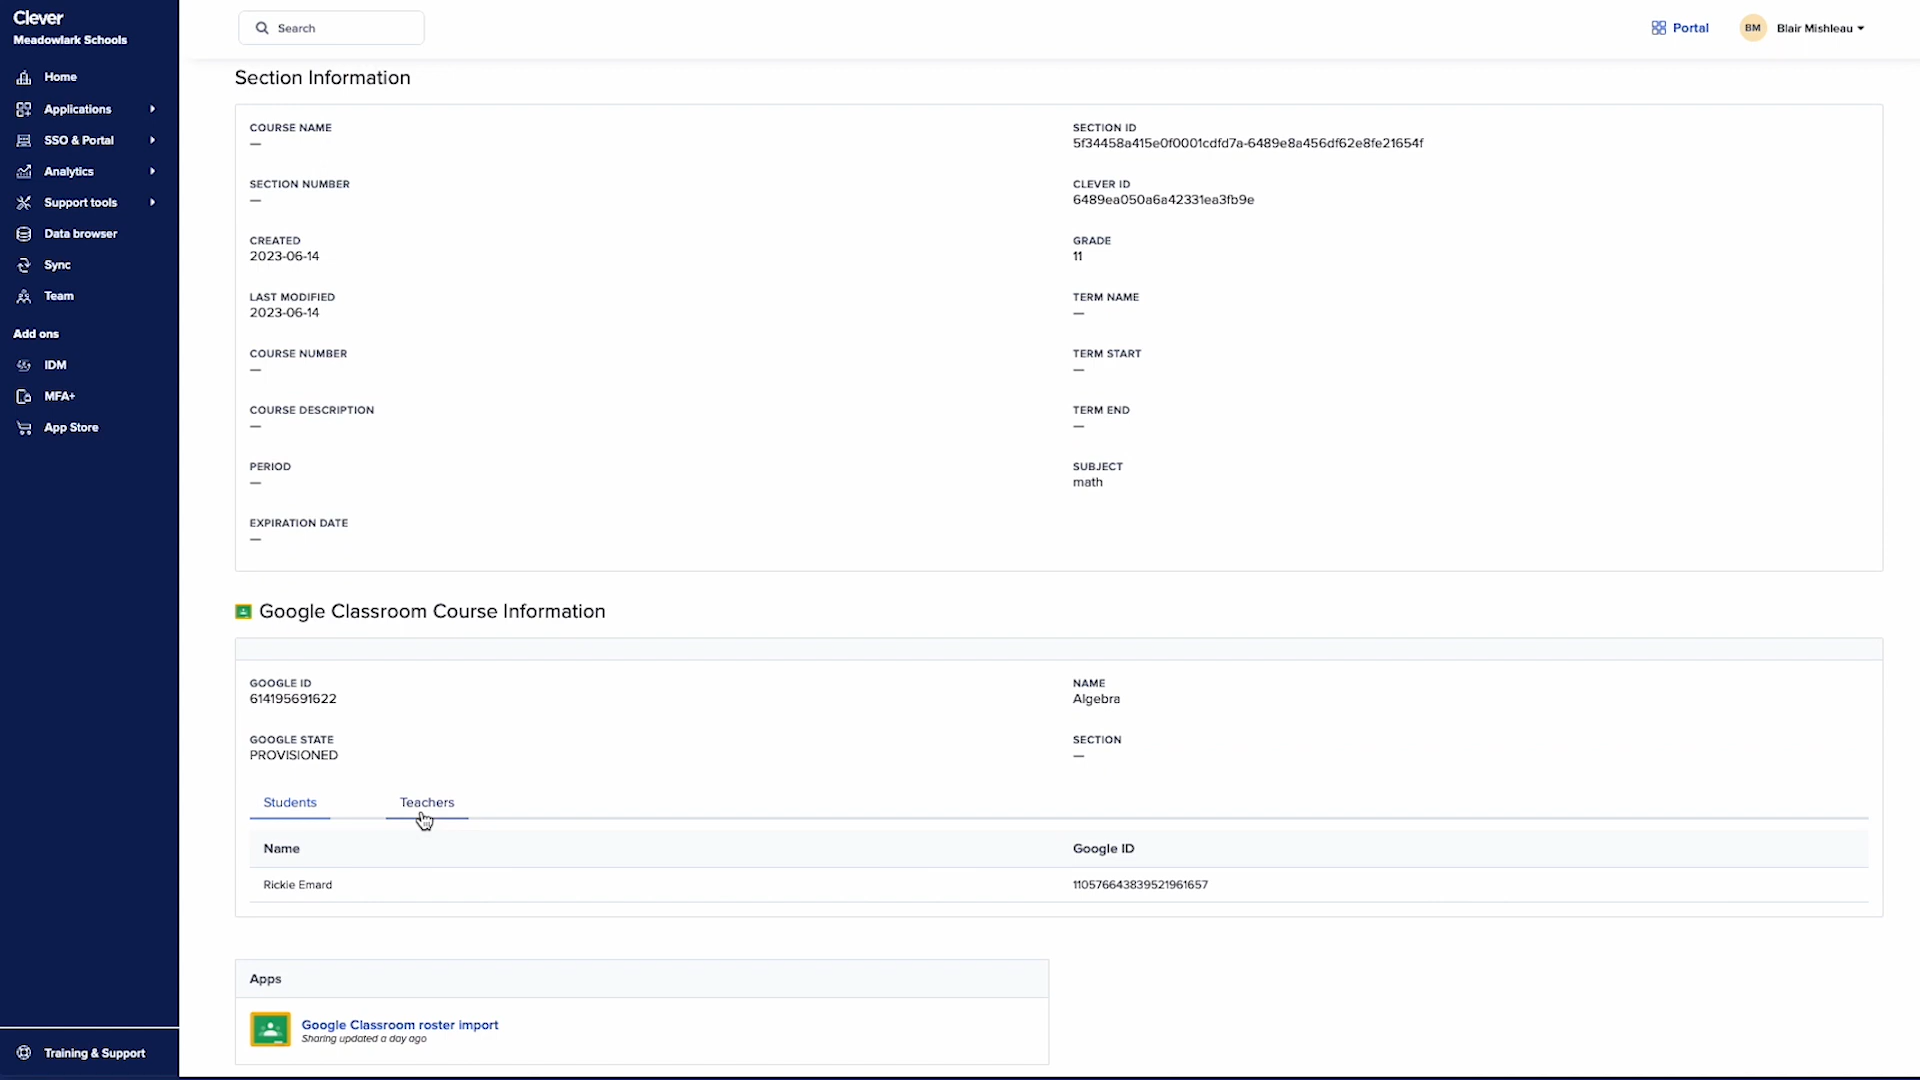 Clever
Meadowlark Schools
Home
Applications
SSO & Portal
Analytics
Support tools
Data browser
Sync
Team
Add ons
IDM
MFA+
App Store
Training & Support
Search
Portal
BM
Blair Mishleau
Section Information
COURSE NAME
—
SECTION NUMBER
—
CREATED
2023-06-14
LAST MODIFIED
2023-06-14
COURSE NUMBER
—
COURSE DESCRIPTION
—
PERIOD
—
EXPIRATION DATE
—
SECTION ID
5f34458a415e0f0001cdfd7a-6489e8a456df62e8fe21654f
CLEVER ID
6489ea050a6a42331ea3fb9e
GRADE
11
TERM NAME
—
TERM START
—
TERM END
—
SUBJECT
math
Google Classroom Course Information
GOOGLE ID
614195691622
NAME
Algebra
GOOGLE STATE
PROVISIONED
SECTION
—
Students
Teachers
Name
Google ID
Rickie Emard
110576643839521961657
Apps
Google Classroom roster import
Sharing updated a day ago